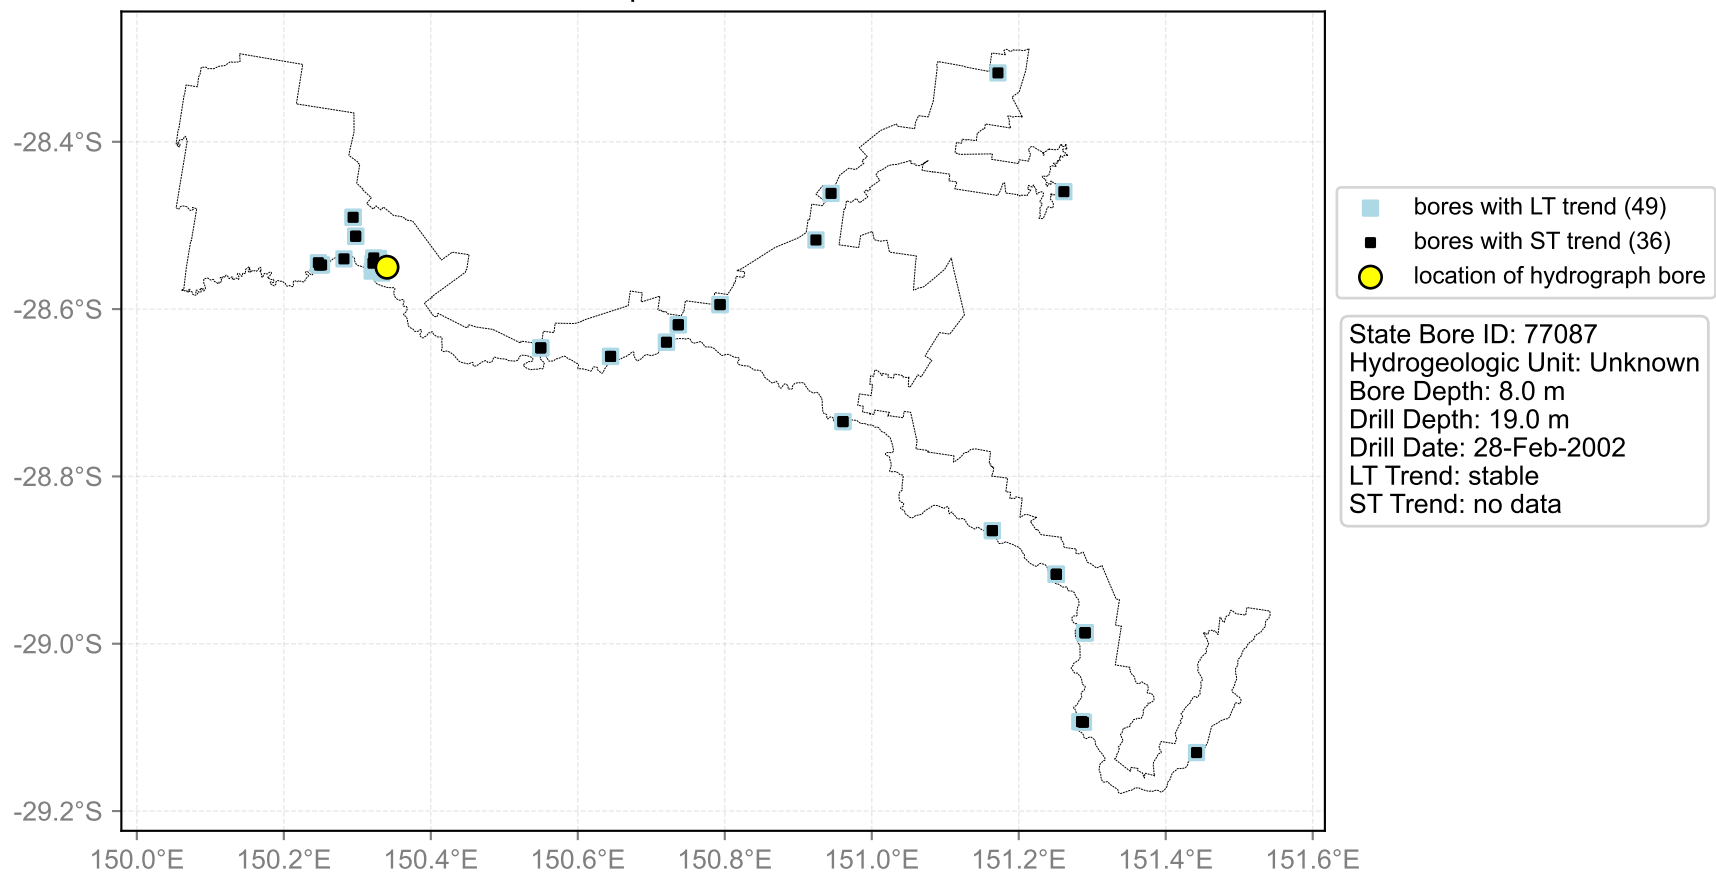 -28.4°S
-28.6°S
-28.8°S
-29.0°S
-29.2°S
150.0°E
150.2°E
150.4°E
150.6°E
150.8°E
151.0°E
151.2°E
151.4°E
151.6°E
bores with LT trend (49)
bores with ST trend (36)
location of hydrograph bore
State Bore ID: 77087
Hydrogeologic Unit: Unknown
Bore Depth: 8.0 m
Drill Depth: 19.0 m
Drill Date: 28-Feb-2002
LT Trend: stable
ST Trend: no data